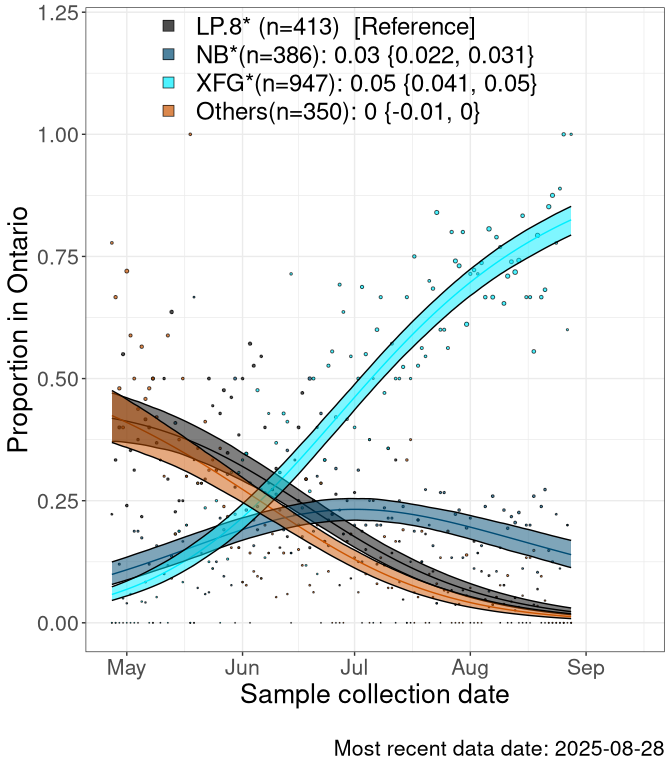 LP.8* (n=413) [Reference]
NB*(n=386): 0.03 {0.022, 0.031}
XFG*(n=947): 0.05 {0.041, 0.05}
Others(n=350): 0 {-0.01, 0}
1.25
1.00
0.75
0.50
0.25
0.00
Proportion in Ontario
May Jun Jul Aug Sep
Sample collection date
Most recent data date: 2025-08-28